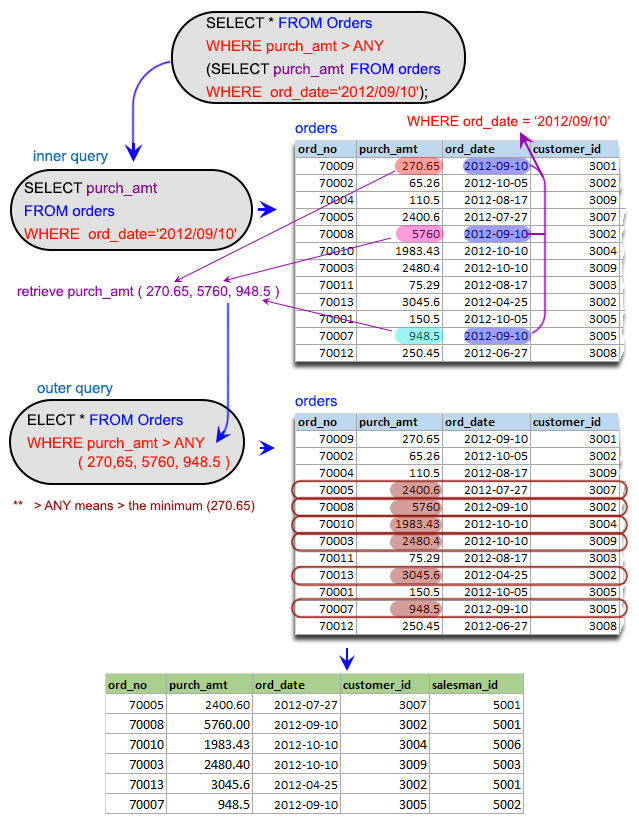 SELECT * FROM Orders
WHERE purch_amt > ANY
(SELECT purch_amt FROM orders
WHERE ord_date='2012/09/10');
WHERE ord_date = '2012/09/10'
orders
inner query
SELECT purch_amt
FROM orders
WHERE ord_date='2012/09/10'
ord_no purch_amt ord_date customer_id
70009 270.65 2012-09-10 3001
70002 65.26 2012-10-05 3002
70004 110.5 2012-08-17 3009
70005 2400.6 2012-07-27 3007
70008 5760 2012-09-10 3002
70010 1983.43 2012-10-10 3004
70003 2480.4 2012-10-10 3009
70011 75.29 2012-08-17 3003
70013 3045.6 2012-04-25 3002
70001 150.5 2012-10-05 3005
70007 948.5 2012-09-10 3005
70012 250.45 2012-06-27 3008
retrieve purch_amt ( 270.65, 5760, 948.5 )
outer query
ELECT * FROM Orders
WHERE purch_amt > ANY
( 270,65, 5760, 948.5 )
** > ANY means > the minimum (270.65)
orders
ord_no purch_amt ord_date customer_id
70009 270.65 2012-09-10 3001
70002 65.26 2012-10-05 3002
70004 110.5 2012-08-17 3009
70005 2400.6 2012-07-27 3007
70008 5760 2012-09-10 3002
70010 1983.43 2012-10-10 3004
70003 2480.4 2012-10-10 3009
70011 75.29 2012-08-17 3003
70013 3045.6 2012-04-25 3002
70001 150.5 2012-10-05 3005
70007 948.5 2012-09-10 3005
70012 250.45 2012-06-27 3008
ord_no purch_amt ord_date customer_id salesman_id
70005 2400.60 2012-07-27 3007 5001
70008 5760.00 2012-09-10 3002 5001
70010 1983.43 2012-10-10 3004 5006
70003 2480.40 2012-10-10 3009 5003
70013 3045.6 2012-04-25 3002 5001
70007 948.5 2012-09-10 3005 5002